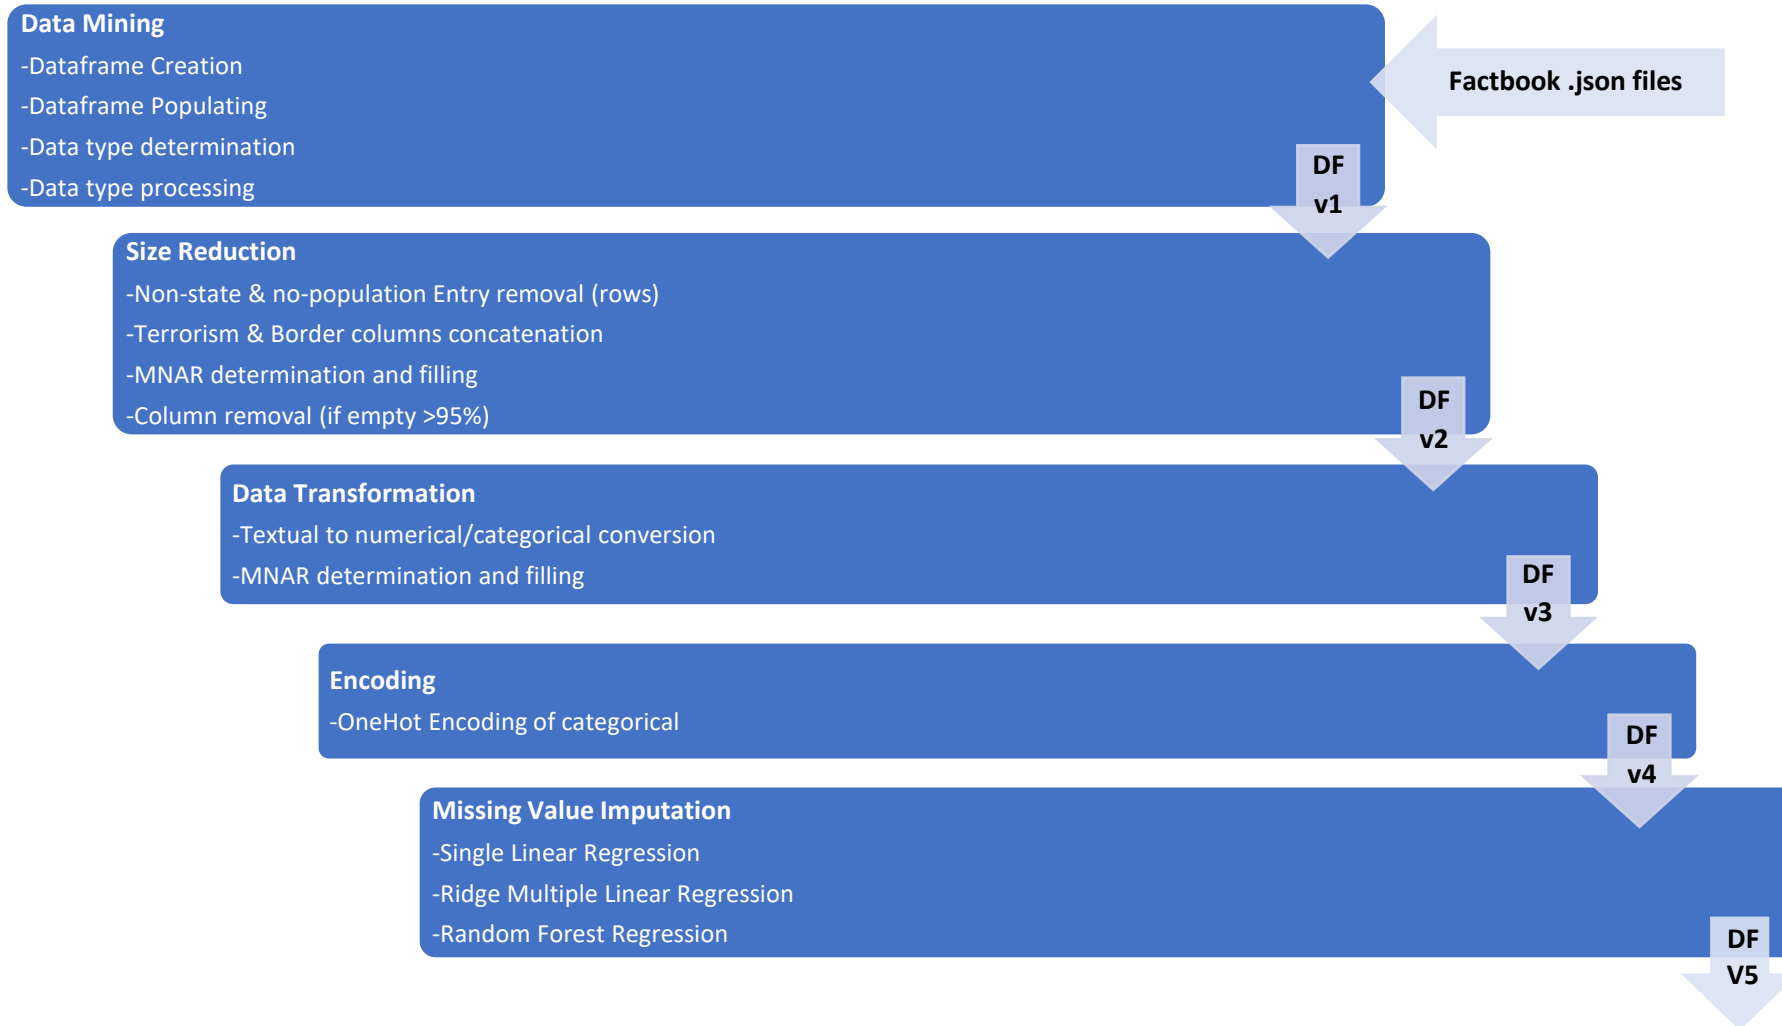 Data Mining
-Dataframe Creation
-Dataframe Populating
-Data type determination
-Data type processing
Factbook .json files
DF
v1
Size Reduction
-Non-state & no-population Entry removal (rows)
-Terrorism & Border columns concatenation
-MNAR determination and filling
-Column removal (if empty >95%)
DF
v2
Data Transformation
-Textual to numerical/categorical conversion
-MNAR determination and filling
DF
v3
Encoding
-OneHot Encoding of categorical
DF
v4
Missing Value Imputation
-Single Linear Regression
-Ridge Multiple Linear Regression
-Random Forest Regression
DF
V5